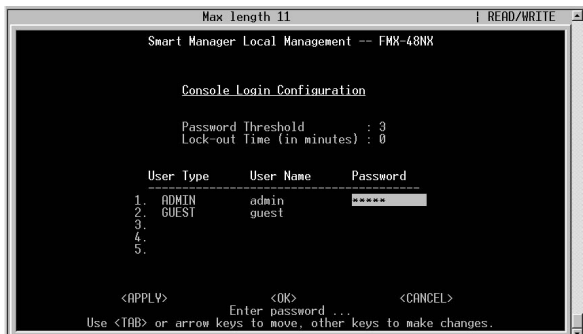 Max length 11 | READ/WRITE
Smart Manager Local Management -- FMX-48NX
Console Login Configuration
Password Threshold : 3
Lock-out Time (in minutes) : 0
User Type User Name Password
--------------------------------------------
1. ADMIN admin *****
2. GUEST guest
3.
4.
5.
<APPLY> <OK> <CANCEL>
Enter password ...
Use <TAB> or arrow keys to move, other keys to make changes.